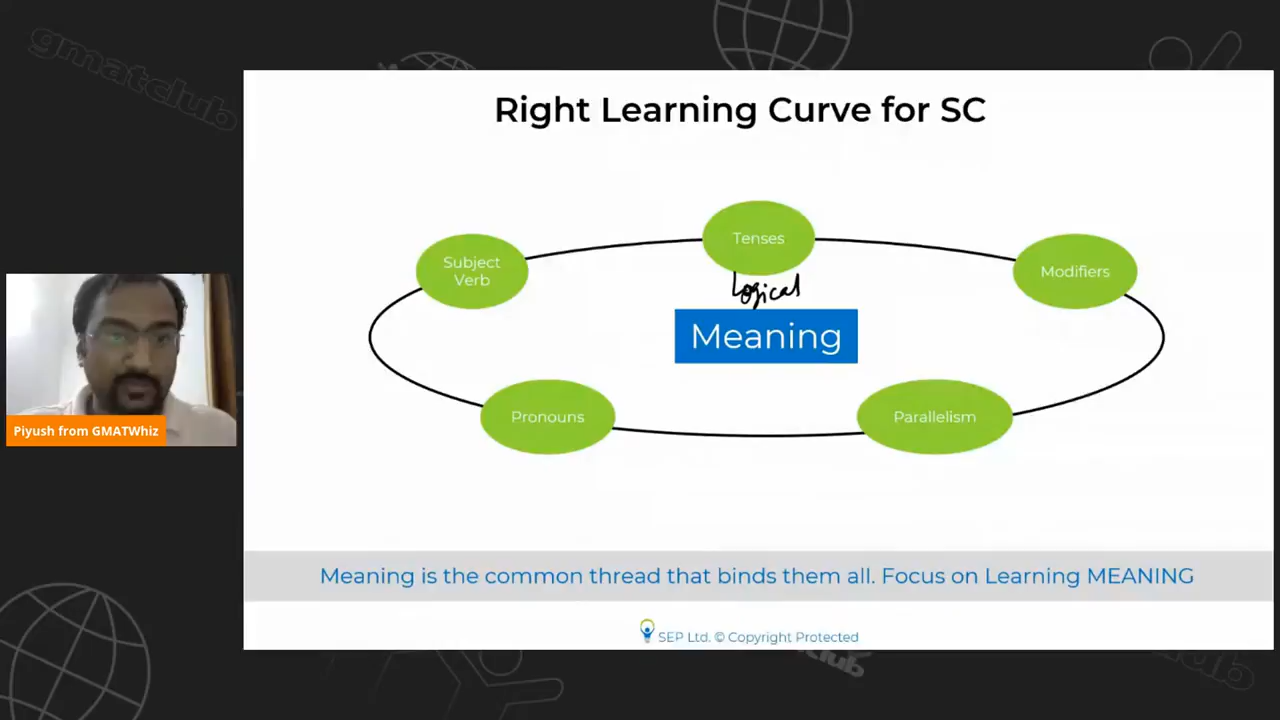 gmatclub
Right Learning Curve for SC
Tenses
Subject
Verb
Modifiers
Logical
Meaning
Pronouns
Parallelism
Piyush from GMATWhiz
Meaning is the common thread that binds them all. Focus on Learning MEANING
SEP Ltd. © Copyright Protected
club